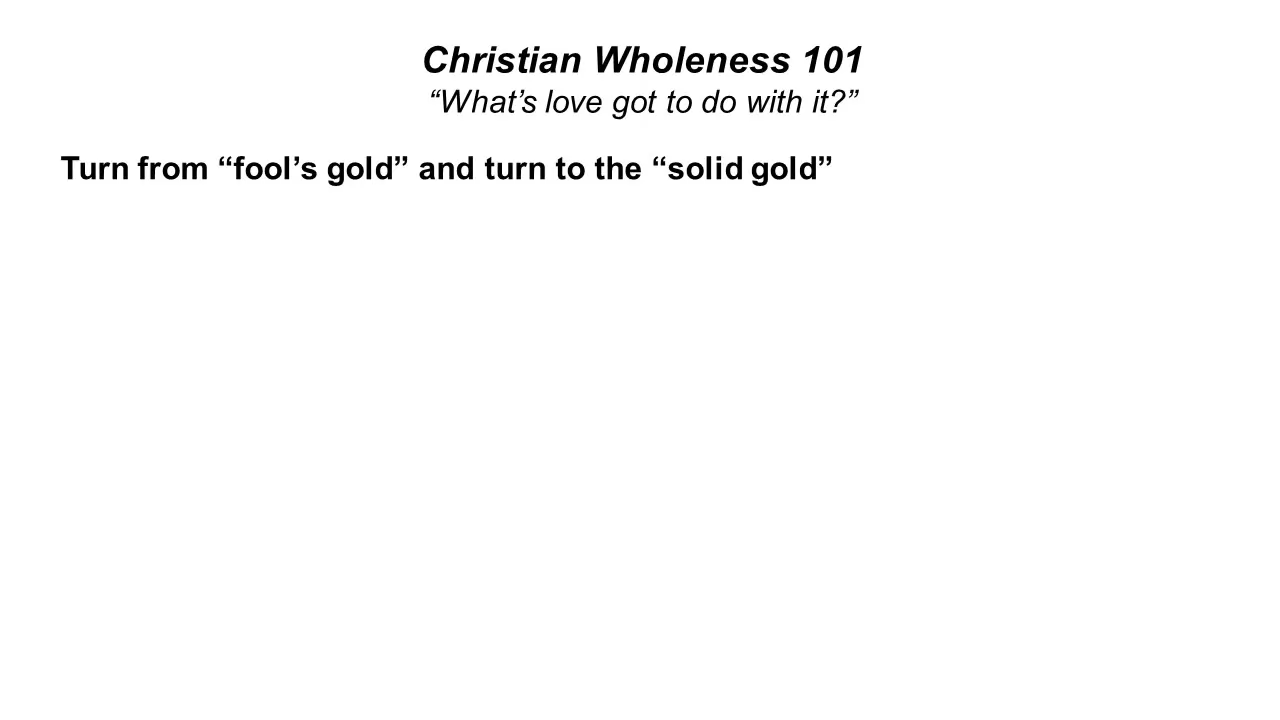 Christian Wholeness 101
“What’s love got to do with it?”
Turn from “fool’s gold” and turn to the “solid gold”